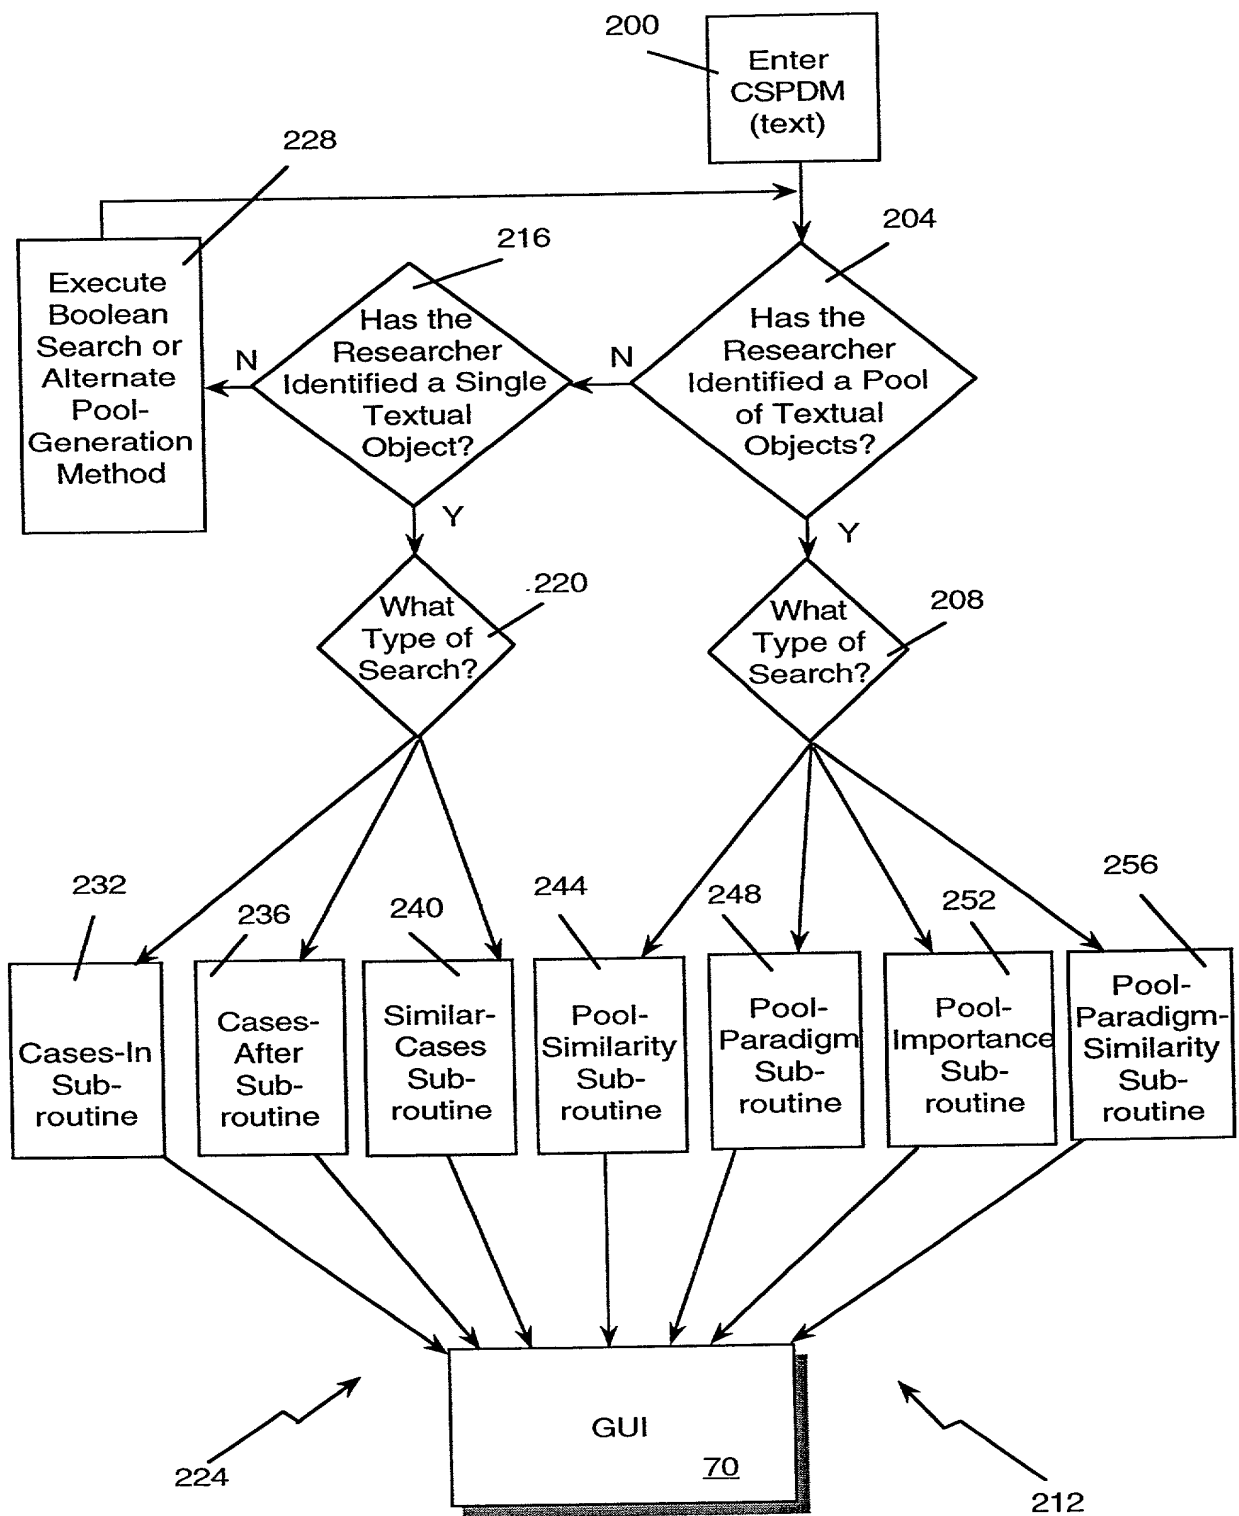 200
Enter
CSPDM
(text)
228
204
216
Execute
Boolean
Search or
Alternate
Pool-
Generation
Method
N
Has the
Researcher
Identified a Single
Textual
Object?
N
Has the
Researcher
Identified a Pool
of Textual
Objects?
Y
Y
220
What
Type of
Search?
208
What
Type of
Search?
232
236
240
244
248
252
256
Cases-In
Sub-
routine
Cases-
After
Sub-
routine
Similar-
Cases
Sub-
routine
Pool-
Similarity
Sub-
routine
Pool-
Paradigm
Sub-
routine
Pool-
Importance
Sub-
routine
Pool-
Paradigm-
Similarity
Sub-
routine
GUI
70
224
212